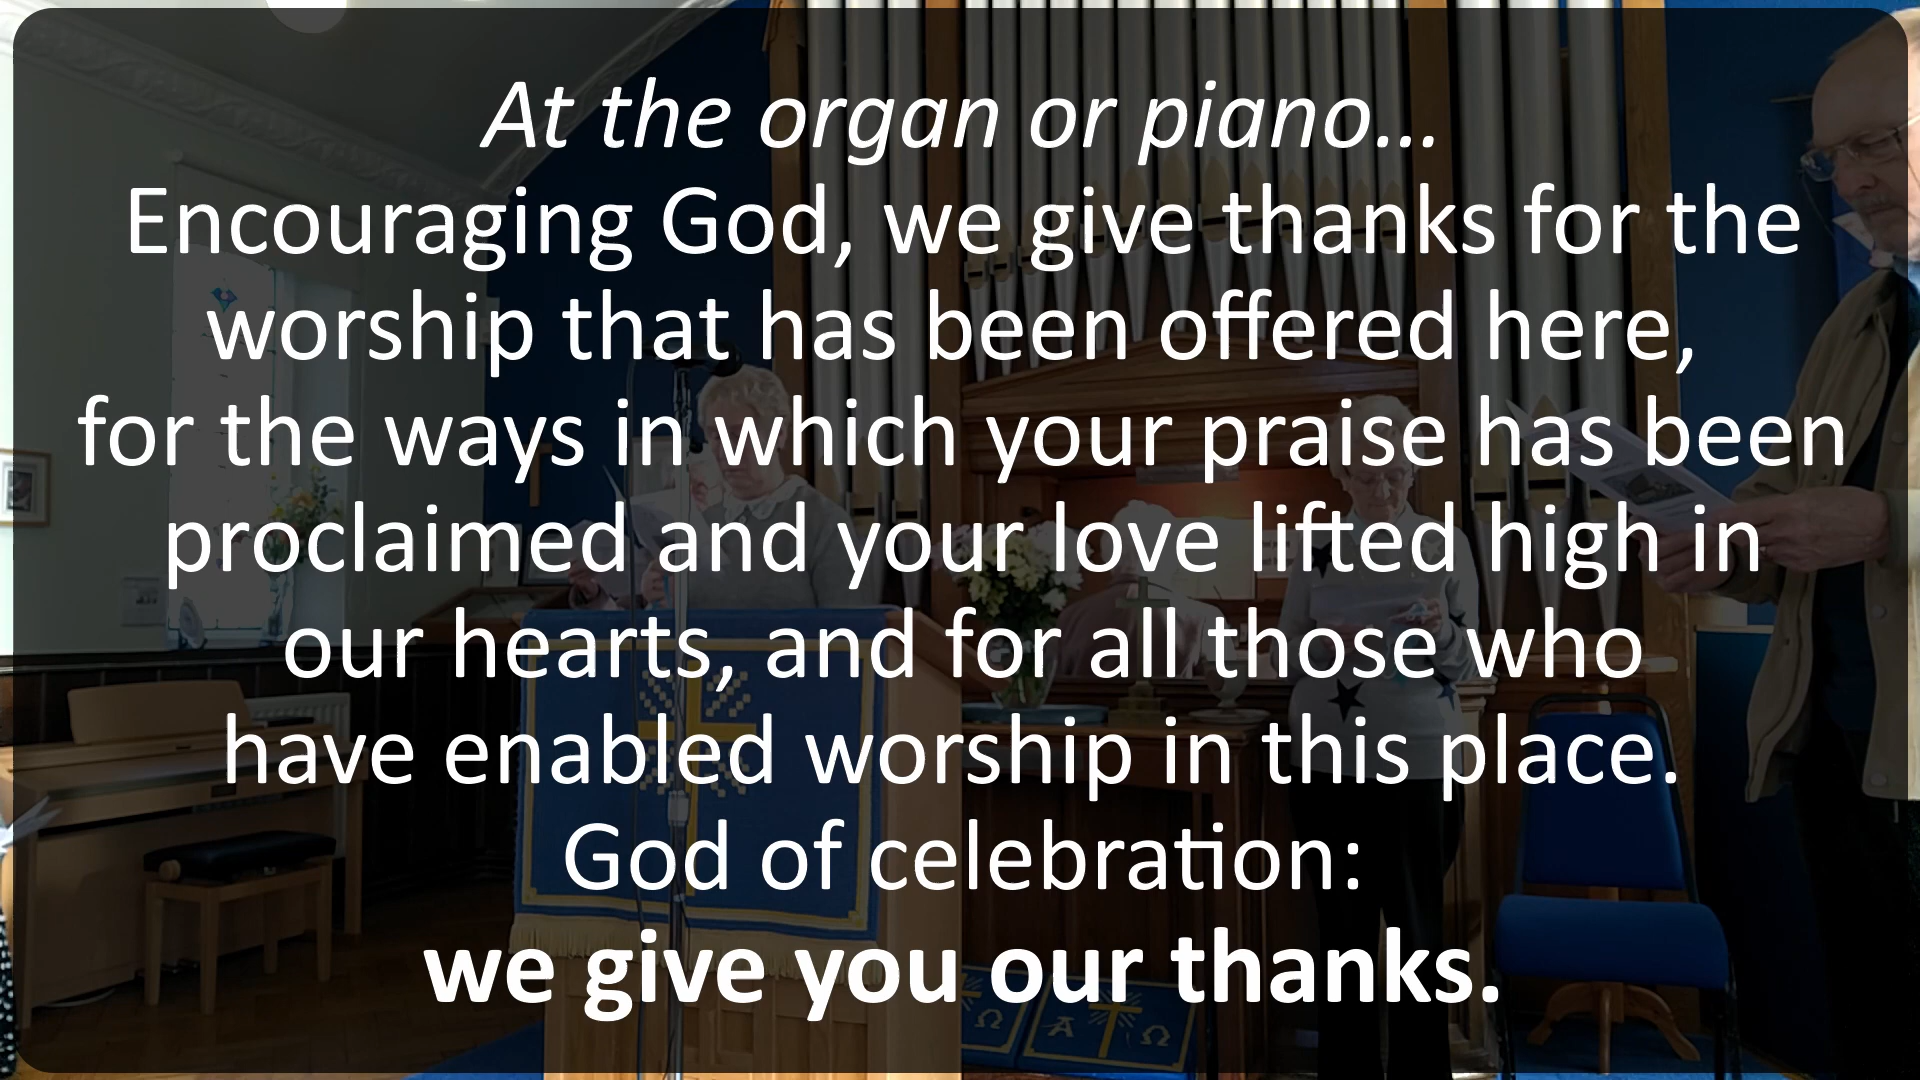 At the organ or piano...
Encouraging God, we give thanks for the
worship that has been offered here,
for the ways in which your praise has been
proclaimed and your love lifted high in
our hearts, and for all those who
have enabled worship in this place.
God of celebration:
we give you our thanks.
Ω
Α Ω